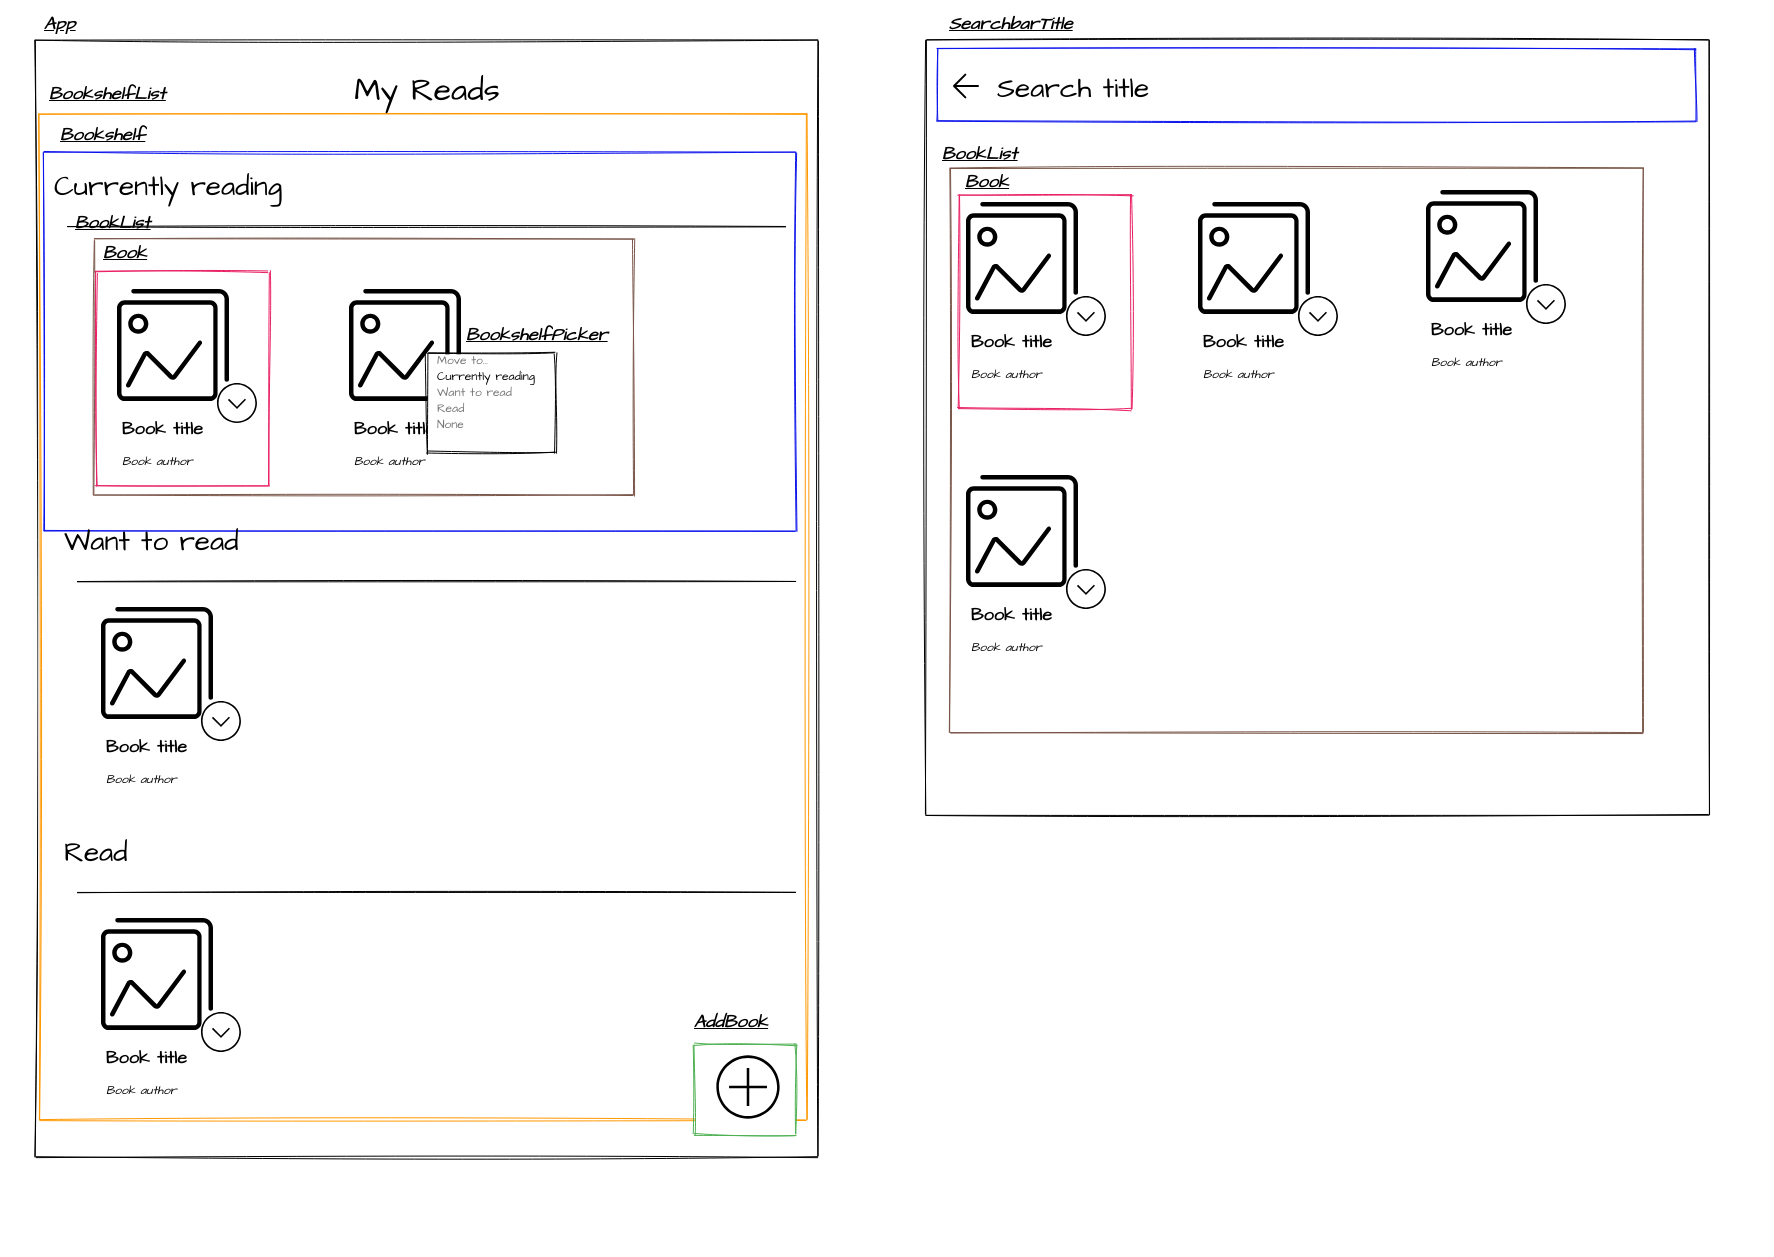 App
My Reads
BookshelfList
Bookshelf
Currently reading
BookList
Book
BookshelfPicker
Move to...
Currently reading
Want to read
Read
None
Book title
Book author
Book titl
Book author
Want to read
Book title
Book author
Read
Book title
Book author
AddBook
SearchbarTitle
Search title
BookList
Book
Book title
Book author
Book title
Book author
Book title
Book author
Book title
Book author